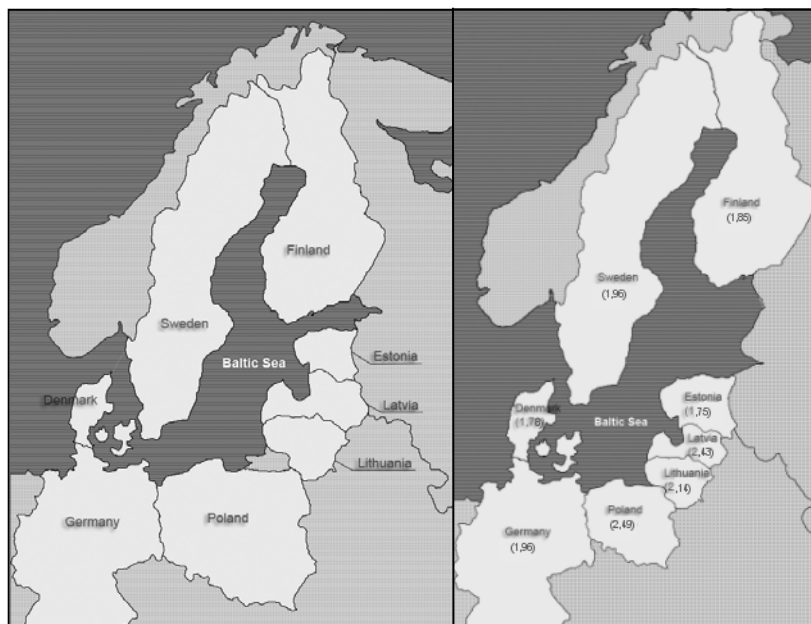 Finland
Sweden
Baltic Sea
Estonia
Denmark
Latvia
Lithuania
Germany
Poland
Finland
(1,85)
Sweden
(1,96)
Estonia
(1,75)
Denmark
(1,78)
Baltic Sea
Latvia
(2,43)
Lithuania
(2,14)
Poland
(2,49)
Germany
(1,96)